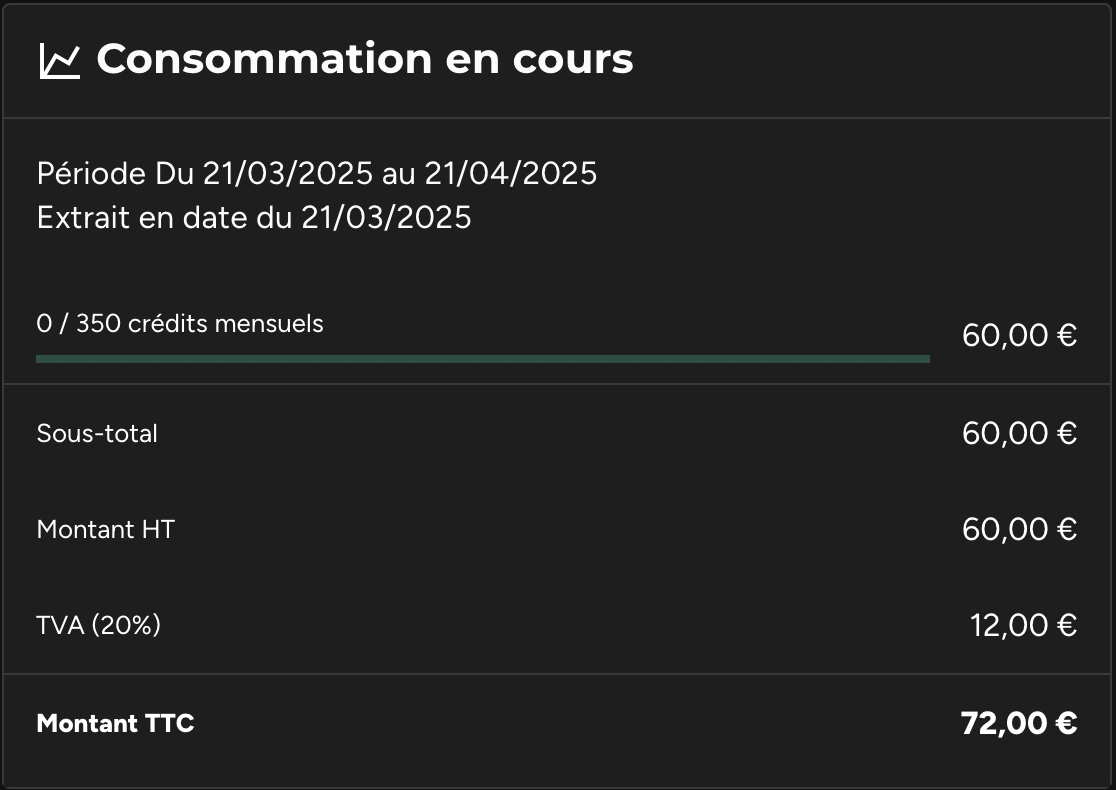 Consommation en cours
Période Du 21/03/2025 au 21/04/2025
Extrait en date du 21/03/2025
0 / 350 crédits mensuels
60,00 €
Sous-total
60,00 €
Montant HT
60,00 €
TVA (20%)
12,00 €
Montant TTC
72,00 €